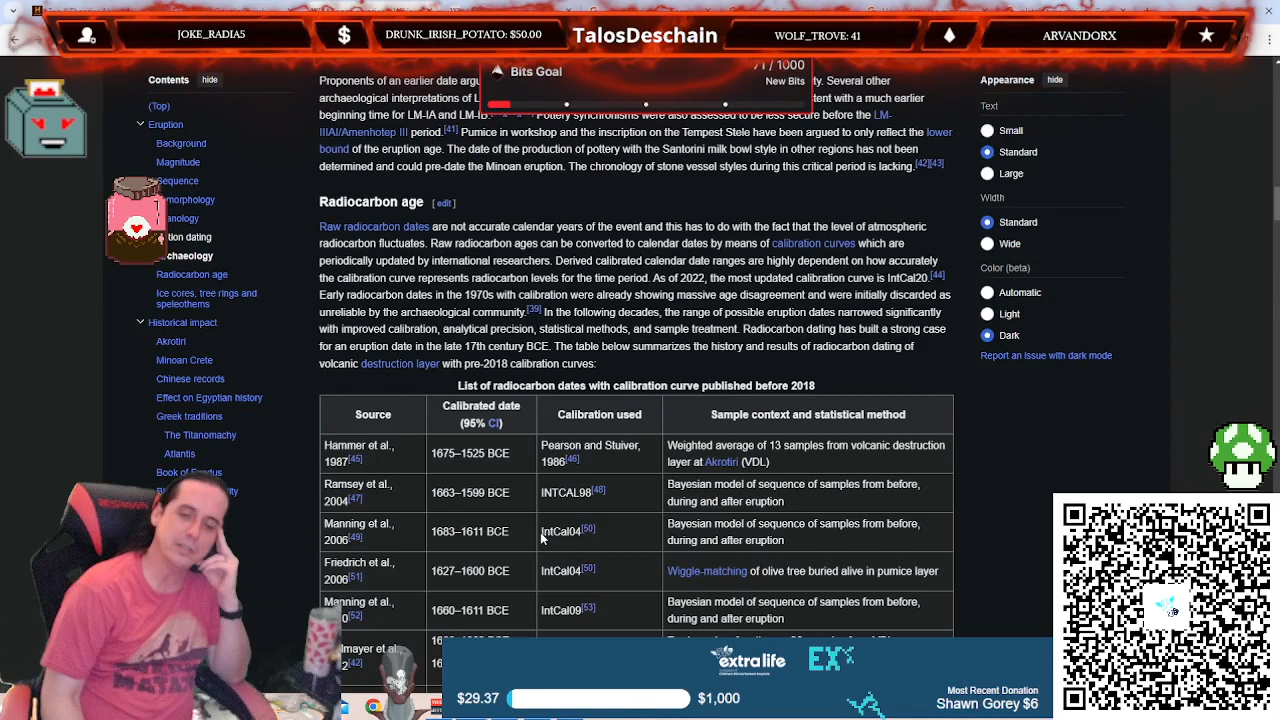 JOKE_RADIA5
$
DRUNK_IRISH_POTATO: $50.00
TalosDeschain
WOLF_TROVE: 41
ARVANDORX
Bits Goal
71 / 1000
New Bits
Contents hide
(Top)
Eruption
Background
Magnitude
Sequence
morphology
anology
tion dating
chaeology
Radiocarbon age
Ice cores, tree rings and
speleothems
Historical impact
Akrotiri
Minoan Crete
Chinese records
Effect on Egyptian history
Greek traditions
The Titanomachy
Atlantis
Book of Exodus
Proponents of an earlier date argu
ty. Several other
archaeological interpretations of L
tent with a much earlier
beginning time for LM-IA and LM-IB.
Pottery synchronisms were also assessed to be less secure before the LM-
IIIAI/Amenhotep III period.[41] Pumice in workshop and the inscription on the Tempest Stele have been argued to only reflect the lower
bound of the eruption age. The date of the production of pottery with the Santorini milk bowl style in other regions has not been
determined and could pre-date the Minoan eruption. The chronology of stone vessel styles during this critical period is lacking.[42][43]
Radiocarbon age [ edit ]
Raw radiocarbon dates are not accurate calendar years of the event and this has to do with the fact that the level of atmospheric
radiocarbon fluctuates. Raw radiocarbon ages can be converted to calendar dates by means of calibration curves which are
periodically updated by international researchers. Derived calibrated calendar date ranges are highly dependent on how accurately
the calibration curve represents radiocarbon levels for the time period. As of 2022, the most updated calibration curve is IntCal20.[44]
Early radiocarbon dates in the 1970s with calibration were already showing massive age disagreement and were initially discarded as
unreliable by the archaeological community.[39] In the following decades, the range of possible eruption dates narrowed significantly
with improved calibration, analytical precision, statistical methods, and sample treatment. Radiocarbon dating has built a strong case
for an eruption date in the late 17th century BCE. The table below summarizes the history and results of radiocarbon dating of
volcanic destruction layer with pre-2018 calibration curves:
List of radiocarbon dates with calibration curve published before 2018
Source
Calibrated date
(95% CI)
Calibration used
Sample context and statistical method
Hammer et al.,
1987[45]
1675–1525 BCE
Pearson and Stuiver,
1986[46]
Weighted average of 13 samples from volcanic destruction
layer at Akrotiri (VDL)
Ramsey et al.,
2004[47]
1663–1599 BCE
INTCAL98[48]
Bayesian model of sequence of samples from before,
during and after eruption
Manning et al.,
2006[49]
1683–1611 BCE
IntCal04[50]
Bayesian model of sequence of samples from before,
during and after eruption
Friedrich et al.,
2006[51]
1627–1600 BCE
IntCal04[50]
Wiggle-matching of olive tree buried alive in pumice layer
Manning et al.,
[52]
1660–1611 BCE
IntCal09[53]
Bayesian model of sequence of samples from before,
during and after eruption
[42]
Appearance hide
Text
Small
Standard
Large
Width
Standard
Wide
Color (beta)
Automatic
Light
Dark
Report an issue with dark mode
extralife
EX
$29.37
$1,000
Most Recent Donation
Shawn Gorey $6